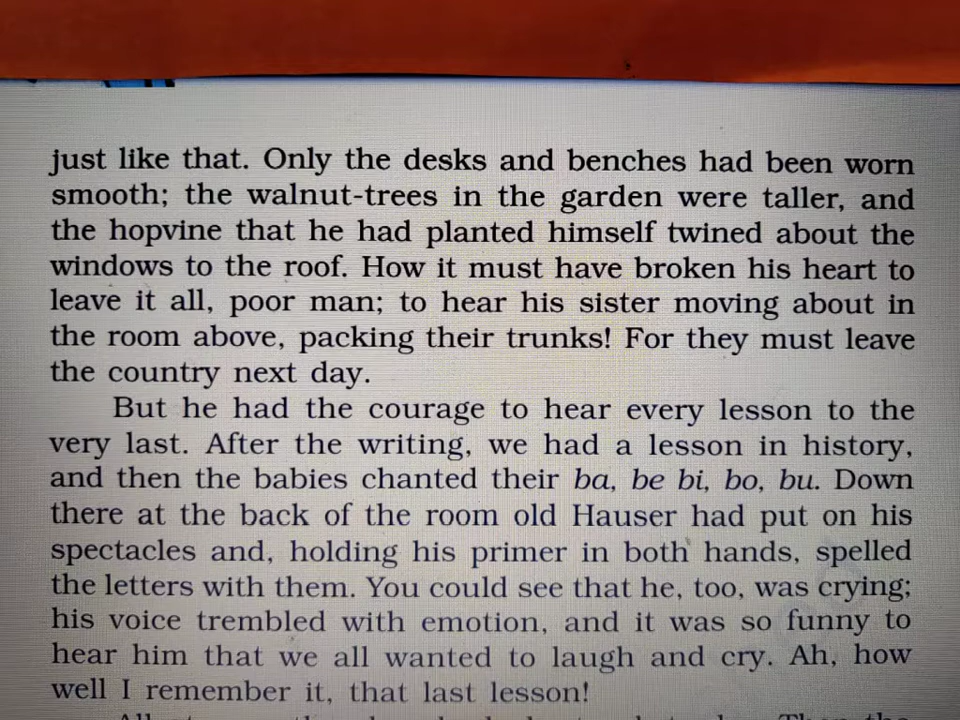 just like that. Only the desks and benches had been worn
smooth; the walnut-trees in the garden were taller, and
the hopvine that he had planted himself twined about the
windows to the roof. How it must have broken his heart to
leave it all, poor man; to hear his sister moving about in
the room above, packing their trunks! For they must leave
the country next day.
But he had the courage to hear every lesson to the
very last. After the writing, we had a lesson in history,
and then the babies chanted their ba, be bi, bo, bu. Down
there at the back of the room old Hauser had put on his
spectacles and, holding his primer in both hands, spelled
the letters with them. You could see that he, too, was crying;
his voice trembled with emotion, and it was so funny to
hear him that we all wanted to laugh and cry. Ah, how
well I remember it, that last lesson!